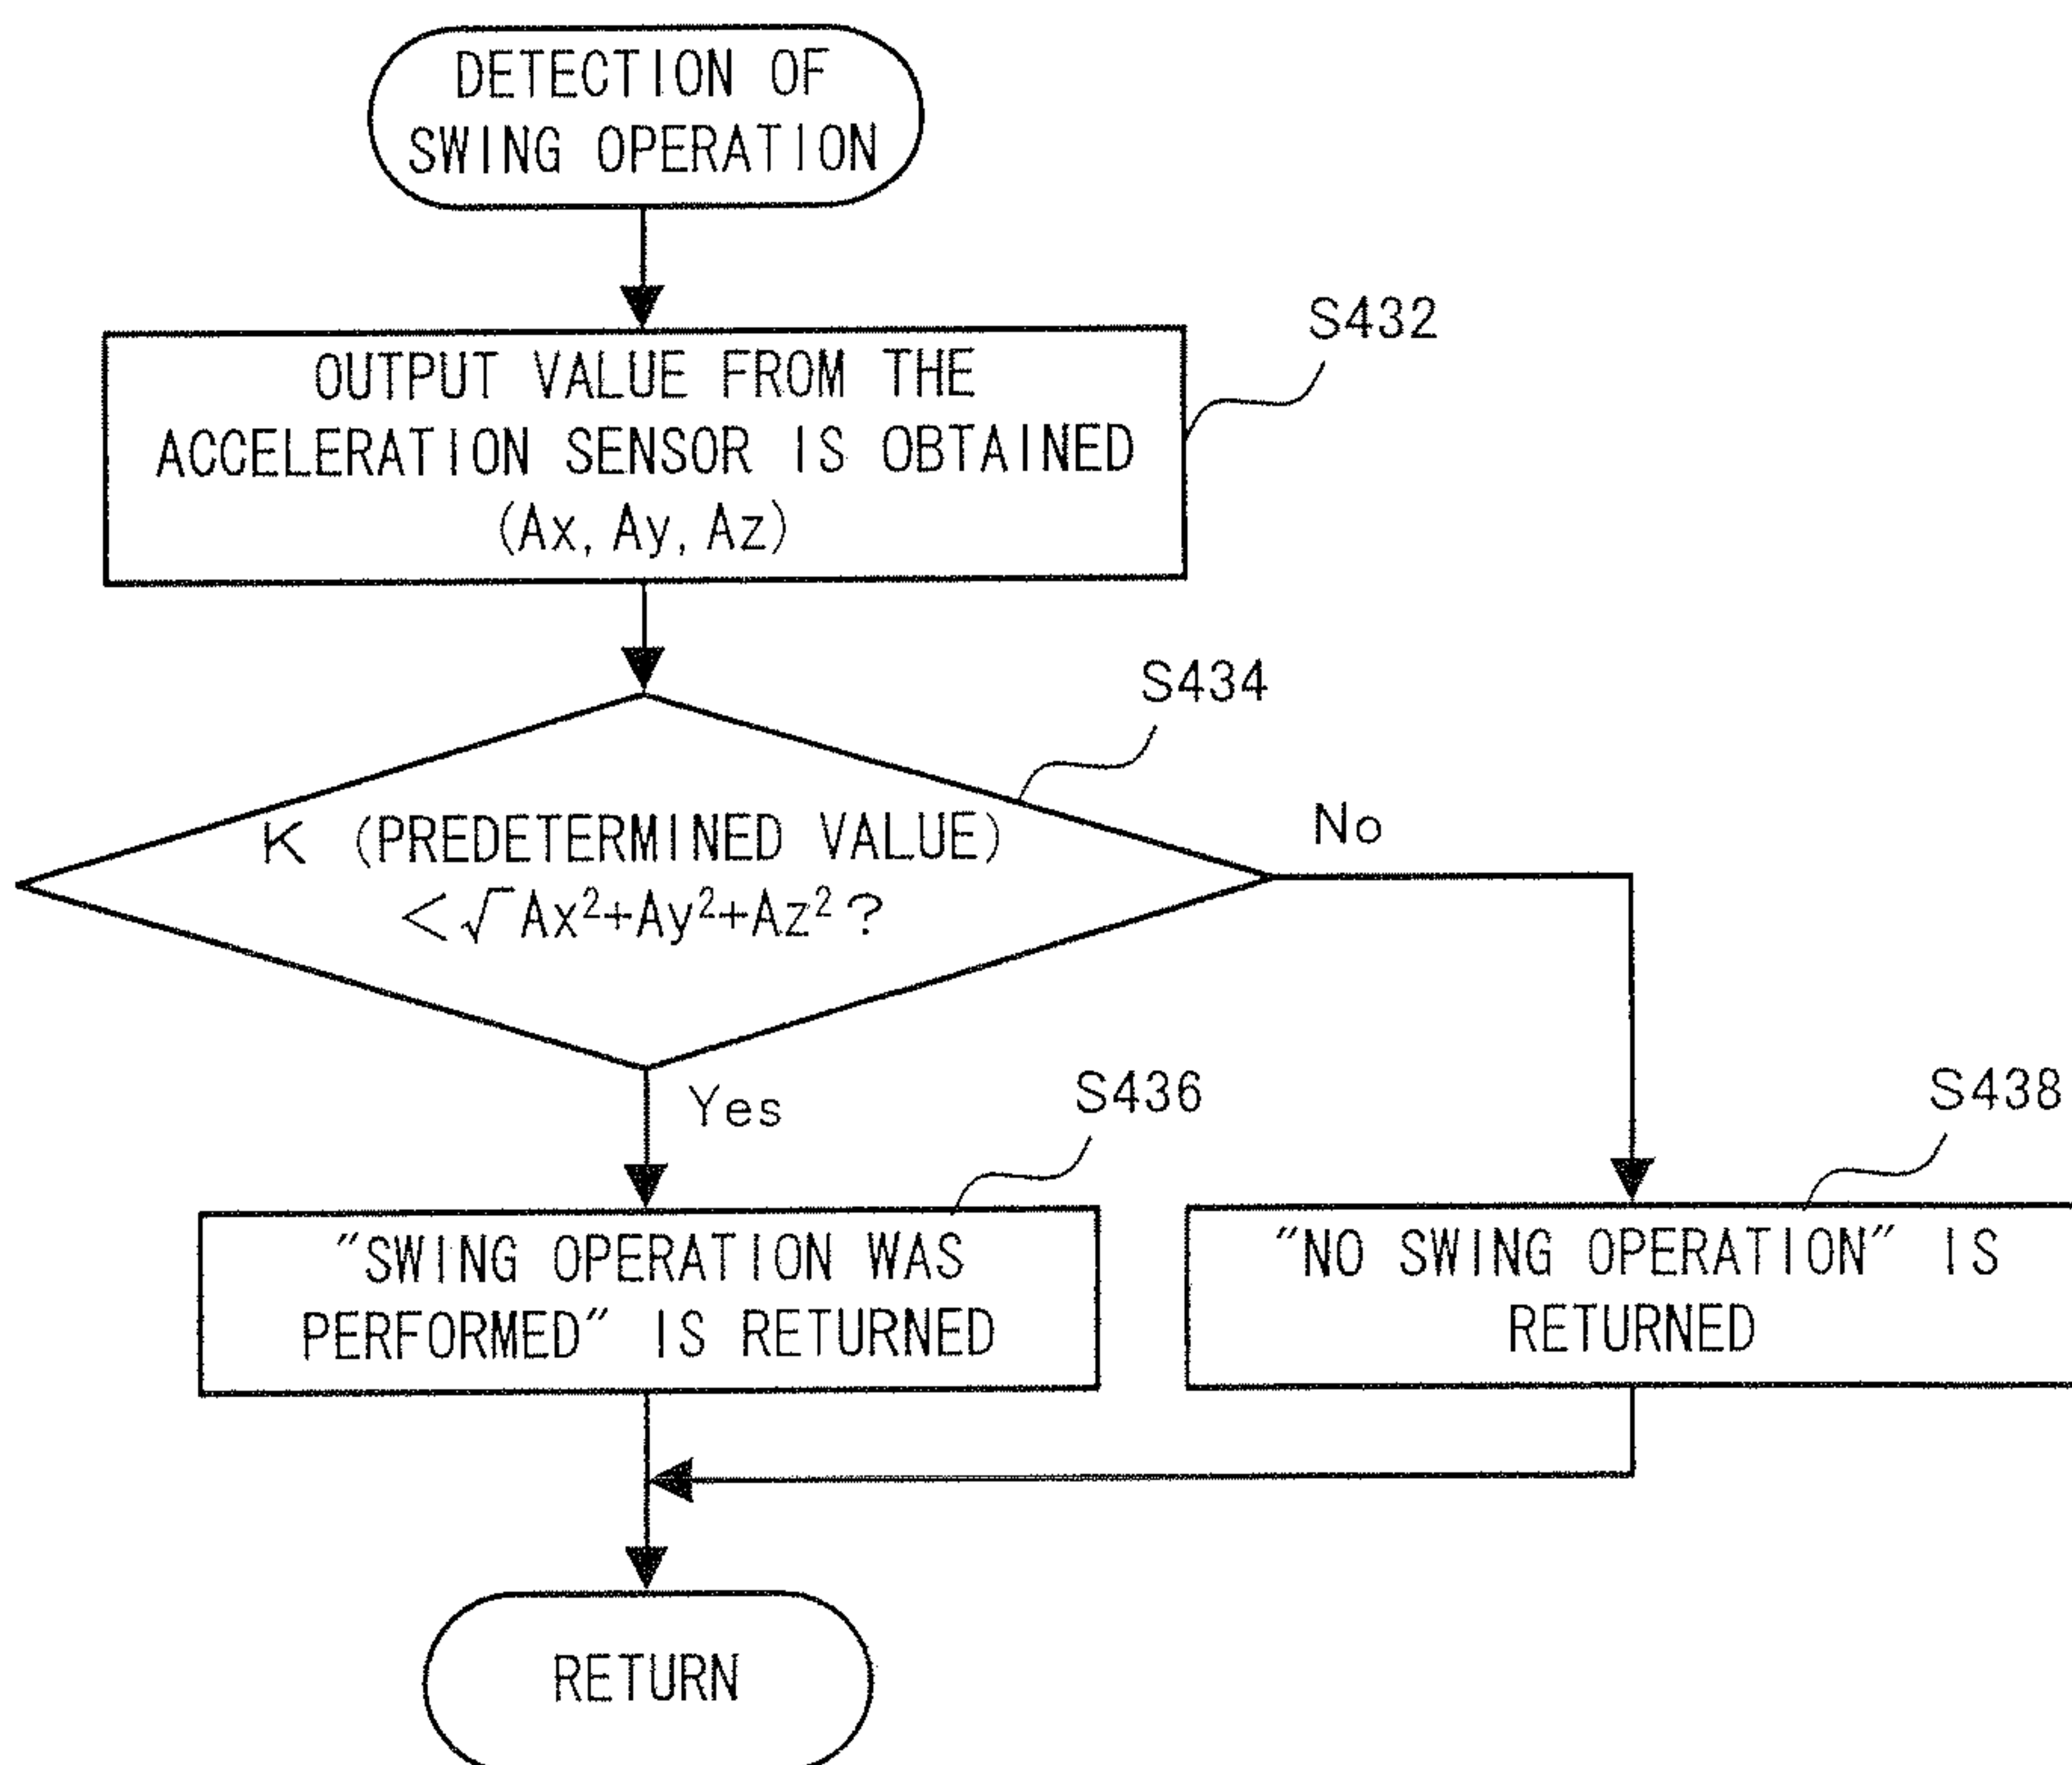 DETECTION OF
SWING OPERATION
S432
OUTPUT VALUE FROM THE
ACCELERATION SENSOR IS OBTAINED
(Ax, Ay, Az)
S434
K (PREDETERMINED VALUE)
<√Ax²+Ay²+Az²?
No
Yes
S436
S438
"SWING OPERATION WAS
PERFORMED" IS RETURNED
"NO SWING OPERATION" IS
RETURNED
RETURN